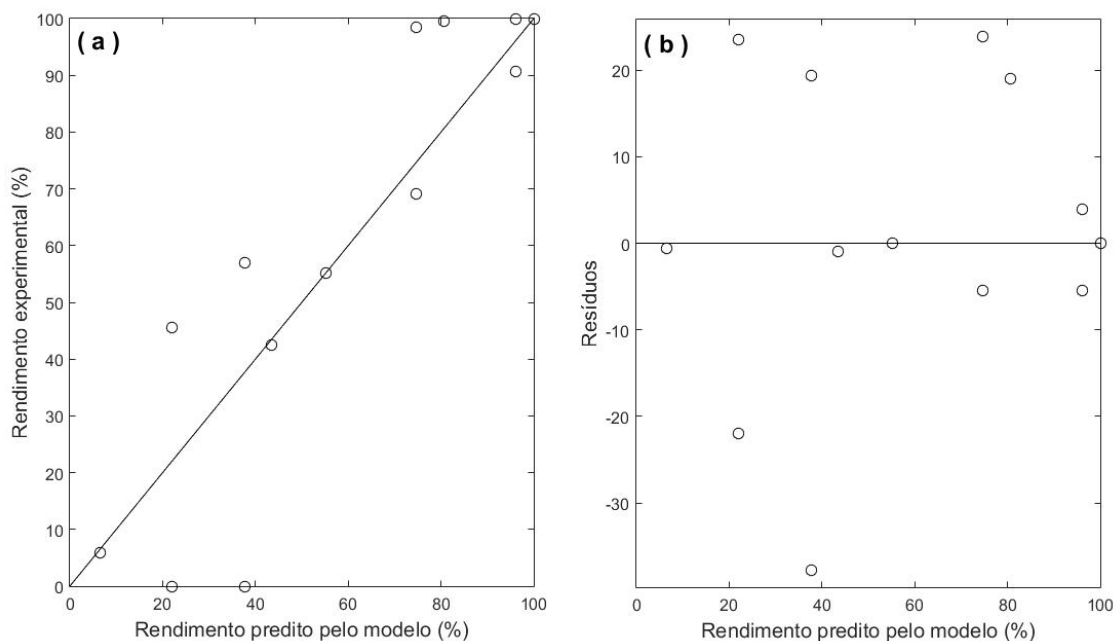 ( a )
Rendimento experimental (%)
100
90
80
70
60
50
40
30
20
10
0
0 20 40 60 80 100
Rendimento predito pelo modelo (%)
( b )
Resíduos
20
10
0
-10
-20
-30
0 20 40 60 80 100
Rendimento predito pelo modelo (%)